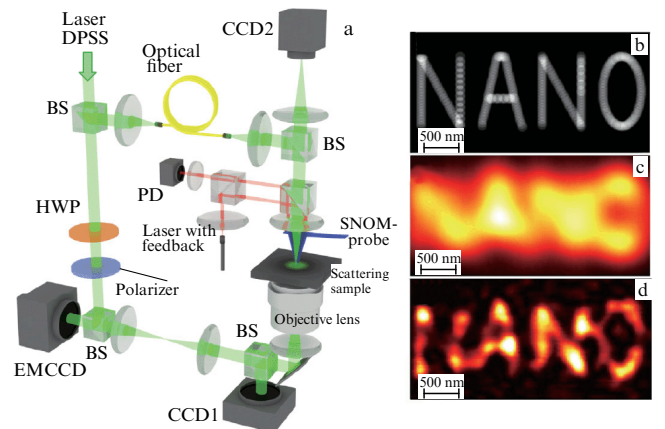 Laser
DPSS
Optical
fiber
CCD2
a
BS
BS
PD
HWP
Laser with
feedback
SNOM-
probe
Scattering
sample
Polarizer
Objective lens
BS
BS
EMCCD
CCD1
b
NANO
500 nm
c
500 nm
d
NANO
500 nm